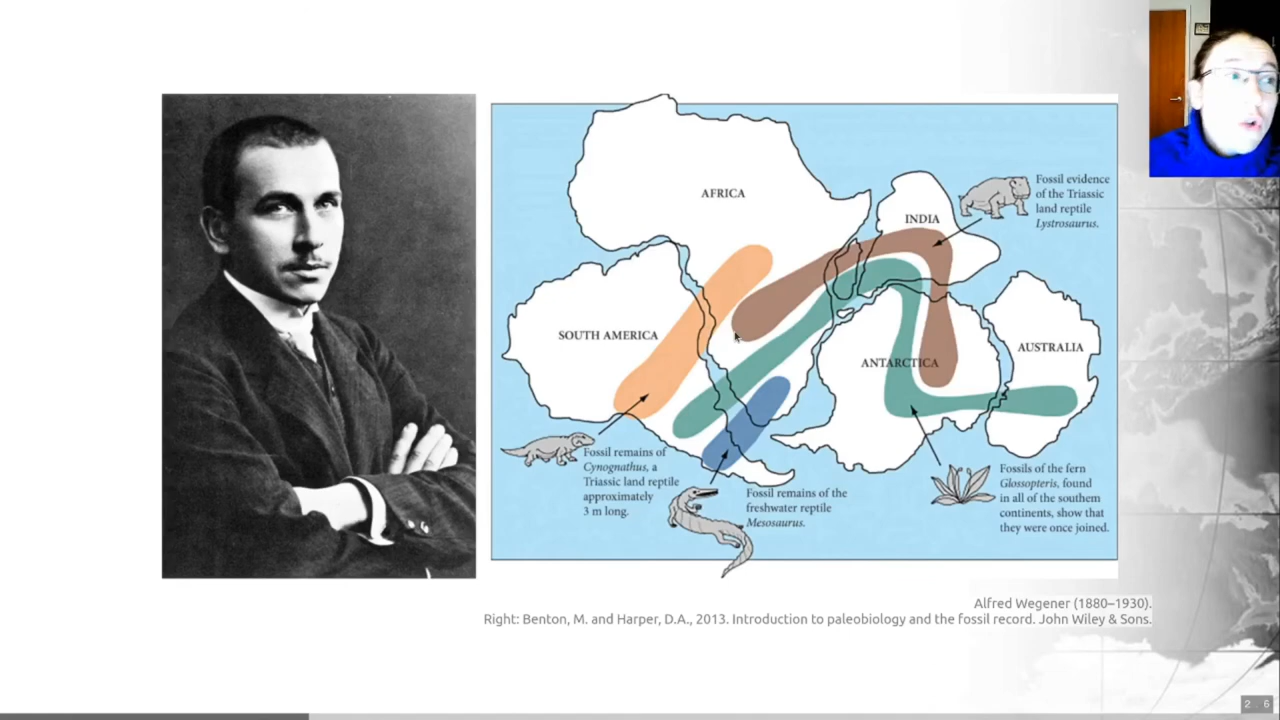 AFRICA
Fossil evidence
of the Triassic
land reptile
Lystrosaurus.
INDIA
SOUTH AMERICA
ANTARCTICA
AUSTRALIA
Fossil remains of
Cynognathus, a
Triassic land reptile
approximately
3 m long.
Fossil remains of the
freshwater reptile
Mesosaurus.
Fossils of the fern
Glossopteris, found
in all of the southern
continents, show that
they were once joined.
Alfred Wegener (1880–1930).
Right: Benton, M. and Harper, D.A., 2013. Introduction to paleobiology and the fossil record. John Wiley & Sons.
2 . 6